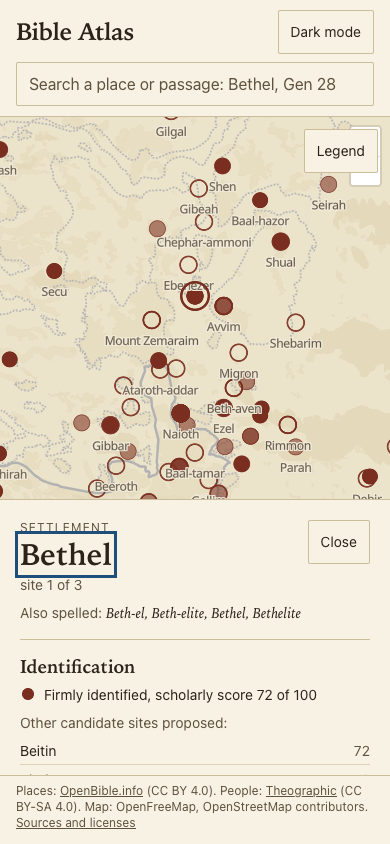 Bible Atlas
Dark mode
Search a place or passage: Bethel, Gen 28
Gilgal
Legend
ash
Shen
Seirah
Gibeah
Baal-hazor
Chephar-ammoni
Shual
Secu
Ebenezer
Avvim
Mount Zemaraim
Shebarim
Migron
Ataroth-addar
Beth-aven
Ezel
Naioth
Gibbar
Rimmon
Parah
hirah
Baal-tamar
Beeroth
SETTLEMENT
Bethel
Close
site 1 of 3
Also spelled: Beth-el, Beth-elite, Bethel, Bethelite
Identification
Firmly identified, scholarly score 72 of 100
Other candidate sites proposed:
Beitin 72
Places: OpenBible.info (CC BY 4.0). People: Theographic (CC
BY-SA 4.0). Map: OpenFreeMap, OpenStreetMap contributors.
Sources and licenses